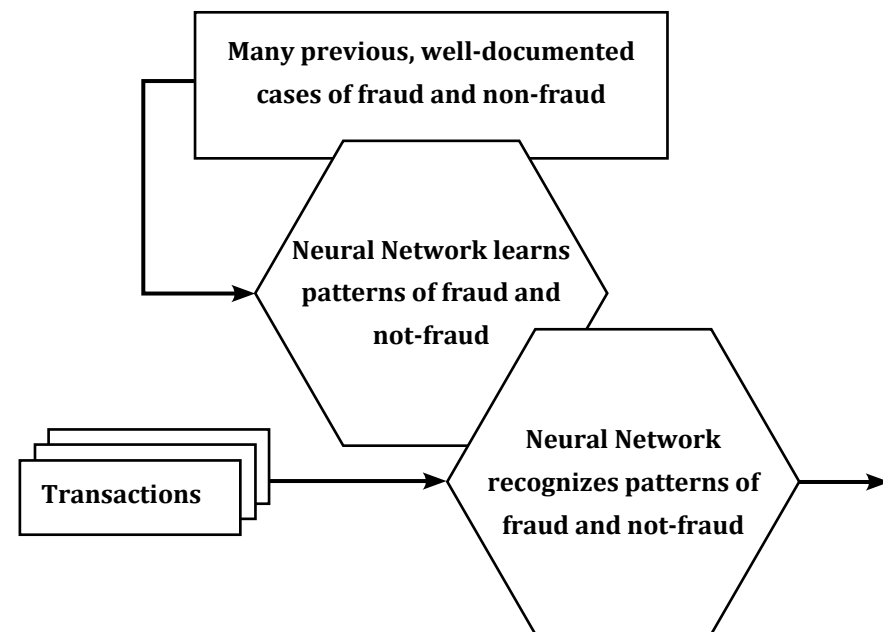 Many previous, well-documented
cases of fraud and non-fraud
Neural Network learns
patterns of fraud and
not-fraud
Transactions
Neural Network
recognizes patterns of
fraud and not-fraud